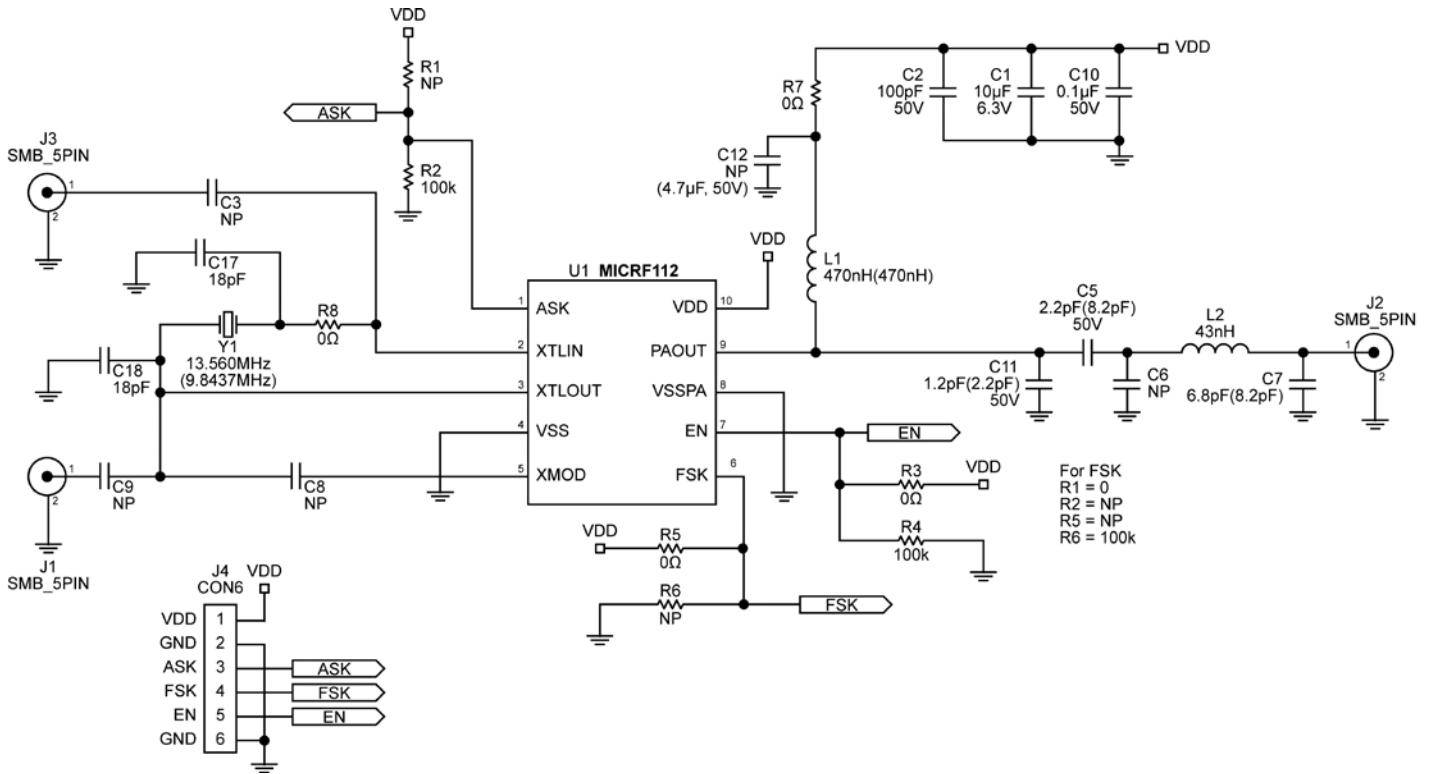 VDD
R1
NP
ASK
R2
100k
J3
SMB_5PIN
1
2
C3
NP
C17
18pF
R8
0Ω
Y1
13.560MHz
(9.8437MHz)
C18
18pF
J1
SMB_5PIN
1
2
C9
NP
C8
NP
U1 MICRF112
1
ASK
2
XTLIN
3
XTLOUT
4
VSS
5
XMOD
VDD
10
PAOUT
9
VSSPA
8
EN
7
FSK
6
VDD
R7
0Ω
C12
NP
(4.7µF, 50V)
L1
470nH(470nH)
C2
100pF
50V
C1
10µF
6.3V
C10
0.1µF
50V
VDD
C11
1.2pF(2.2pF)
50V
C5
2.2pF(8.2pF)
50V
C6
NP
L2
43nH
C7
6.8pF(8.2pF)
J2
SMB_5PIN
1
2
EN
R3
0Ω
VDD
R4
100k
For FSK
R1 = 0
R2 = NP
R5 = NP
R6 = 100k
VDD
R5
0Ω
R6
NP
FSK
J4
CON6
VDD
VDD 1
GND 2
ASK 3 ASK
FSK 4 FSK
EN 5 EN
GND 6